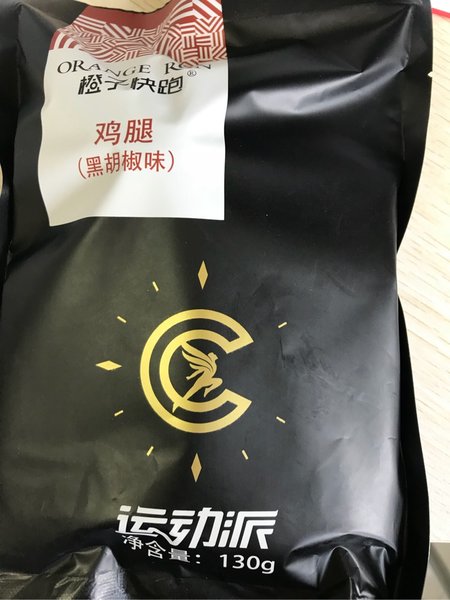 ORANGE RUN
橙子快跑®
鸡腿
(黑胡椒味)
运动派
净含量：130g